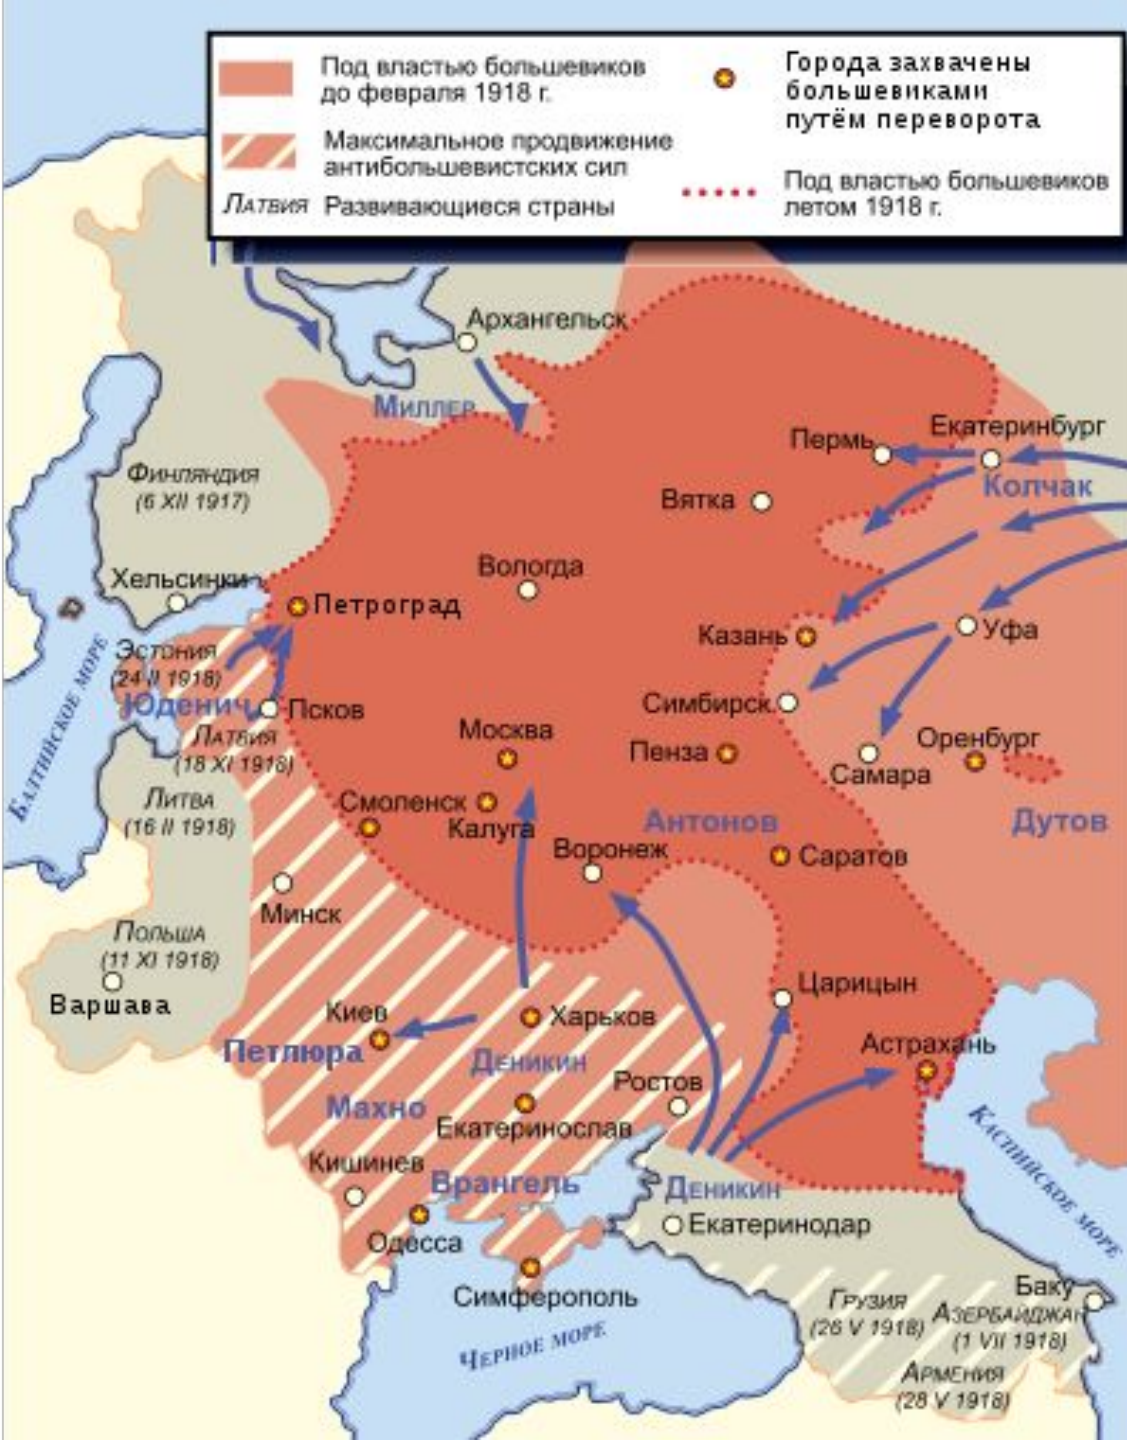 Под властью большевиков
до февраля 1918 г.
Максимальное продвижение
антибольшевистских сил
Латвия Развивающиеся страны
Города захвачены
большевиками
путём переворота
Под властью большевиков
летом 1918 г.
Архангельск
Миллер
Пермь
Екатеринбург
Колчак
Финляндия
(6 XII 1917)
Вятка
Вологда
Хельсинки
Петроград
Казань
Уфа
Эстония
(24 II 1918)
Юденич
Псков
Симбирск
Латвия
(18 XI 1918)
Москва
Пенза
Оренбург
Самара
Балтийское море
Литва
(16 II 1918)
Смоленск
Калуга
Антонов
Дутов
Воронеж
Саратов
Минск
Польша
(11 XI 1918)
Варшава
Царицын
Киев
Харьков
Петлюра
Деникин
Астрахань
Ростов
Махно
Екатеринослав
Каспийское море
Кишинев
Врангель
Деникин
Одесса
Екатеринодар
Симферополь
Черное море
Баку
Грузия
(26 V 1918)
Азербайджан
(1 VII 1918)
Армения
(28 V 1918)